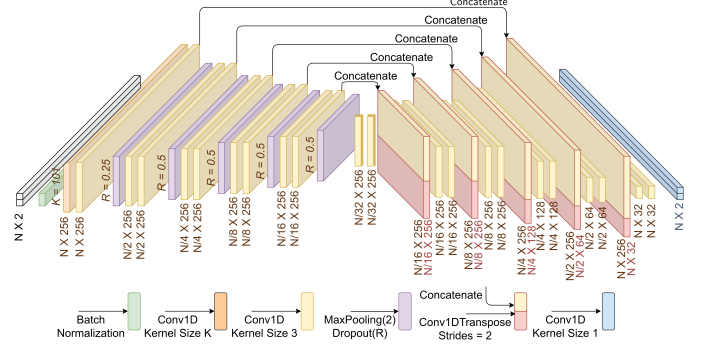 Concatenate
Concatenate
Concatenate
Concatenate
Concatenate
K = 101
R = 0.25
R = 0.5
R = 0.5
R = 0.5
N X 2
N X 256
N X 256
N/2 X 256
N/2 X 256
N/4 X 256
N/4 X 256
N/8 X 256
N/8 X 256
N/16 X 256
N/16 X 256
N/32 X 256
N/32 X 256
N/16 X 256
N/16 X 256
N/16 X 256
N/16 X 256
N/8 X 256
N/8 X 256
N/8 X 256
N/8 X 256
N/4 X 256
N/4 X 128
N/4 X 128
N/4 X 128
N/2 X 256
N/2 X 64
N/2 X 64
N/2 X 64
N X 256
N X 32
N X 32
N X 32
N X 2
Batch
Normalization
Conv1D
Kernel Size K
Conv1D
Kernel Size 3
MaxPooling(2)
Dropout(R)
Concatenate
Conv1DTranspose
Strides = 2
Conv1D
Kernel Size 1